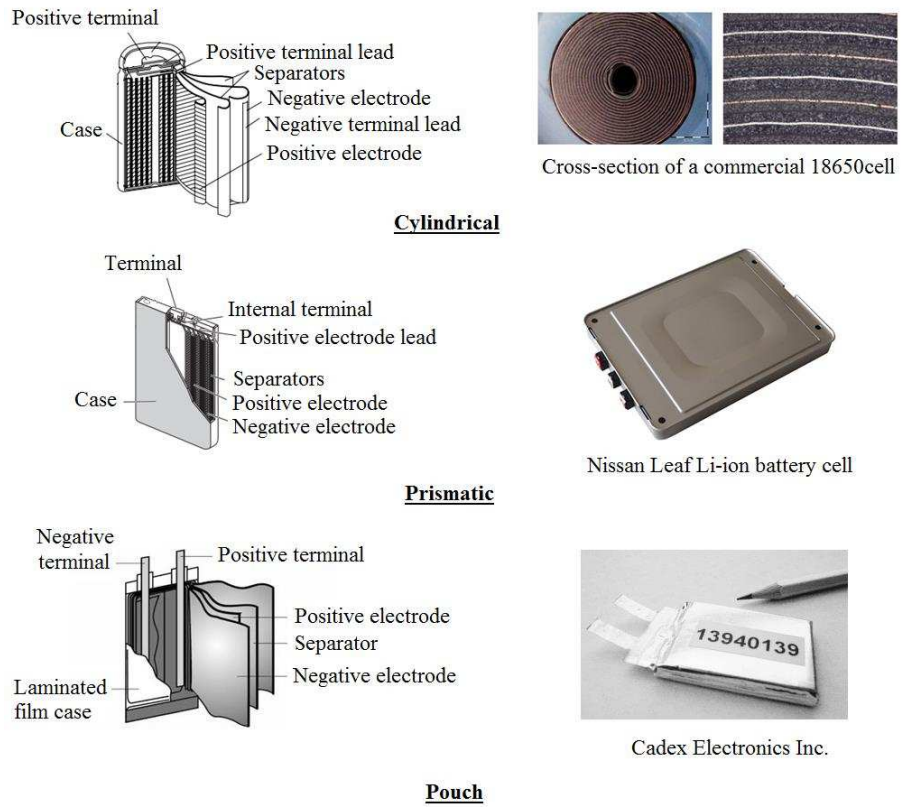 Positive terminal
Positive terminal lead
Separators
Negative electrode
Negative terminal lead
Positive electrode
Case
Cross-section of a commercial 18650cell
Cylindrical
Terminal
Internal terminal
Positive electrode lead
Separators
Positive electrode
Negative electrode
Case
Nissan Leaf Li-ion battery cell
Prismatic
Negative
terminal
Positive terminal
Positive electrode
Separator
Negative electrode
Laminated
film case
13940139
Cadex Electronics Inc.
Pouch